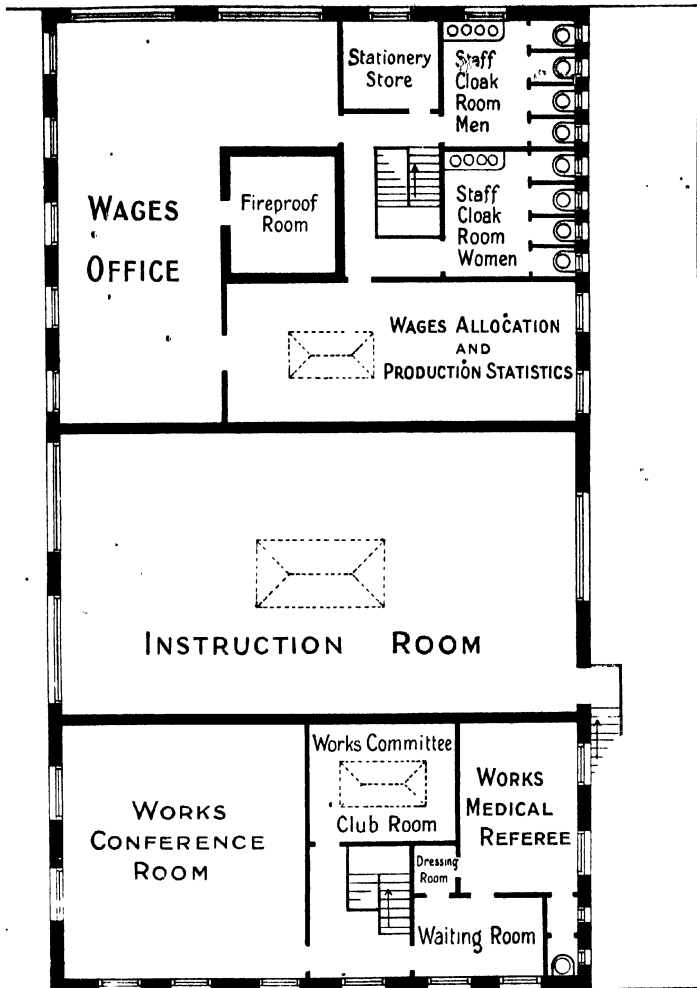 Stationery
Store
Staff
Cloak
Room
Men
WAGES
OFFICE
Fireproof
Room
Staff
Cloak
Room
Women
WAGES ALLOCATION
AND
PRODUCTION STATISTICS
INSTRUCTION ROOM
WORKS
CONFERENCE
ROOM
Works Committee
Club Room
WORKS
MEDICAL
REFEREE
Dressing
Room
Waiting Room